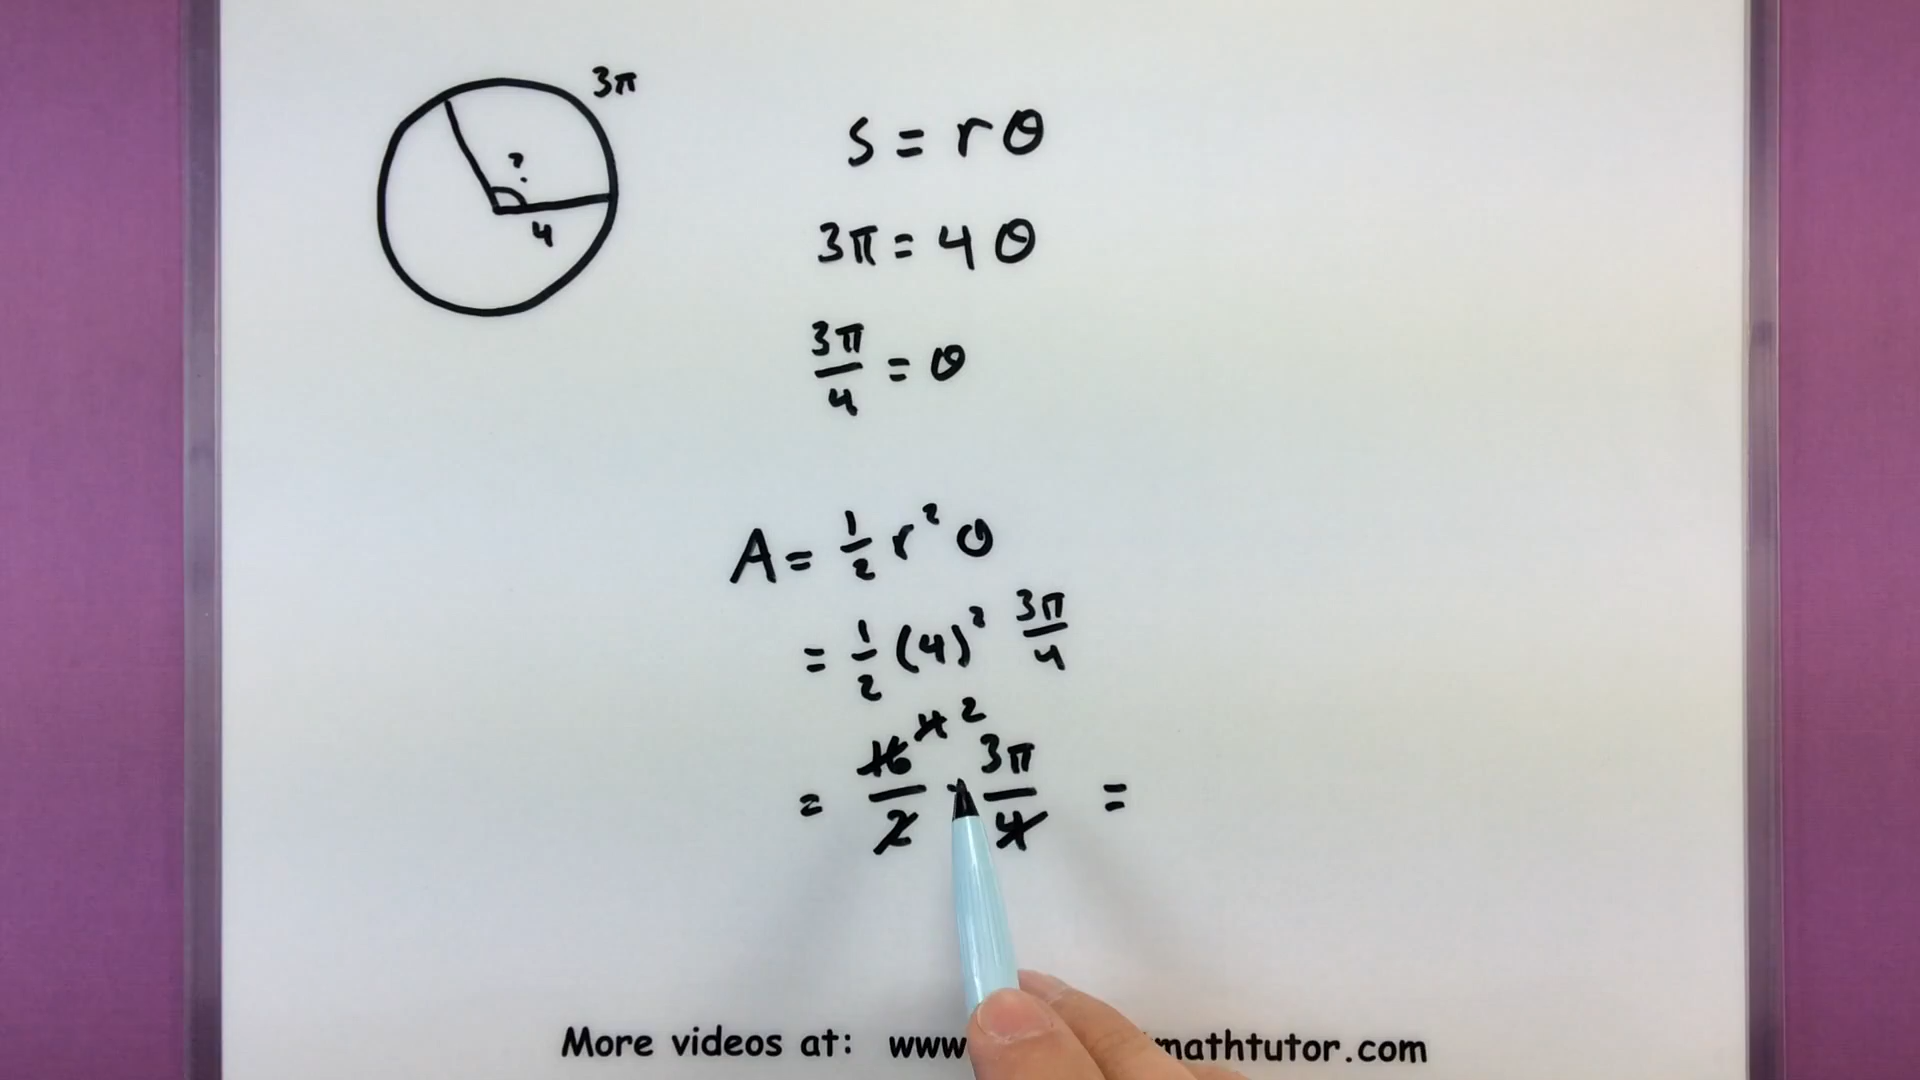 3π
?
4
s = rθ
3π = 4 θ
3π/4 = θ
A = 1/2 r² θ
= 1/2 (4)² 3π/4
= 16/2 4 2 · 3π/4 =
More videos at: www mathtutor.com